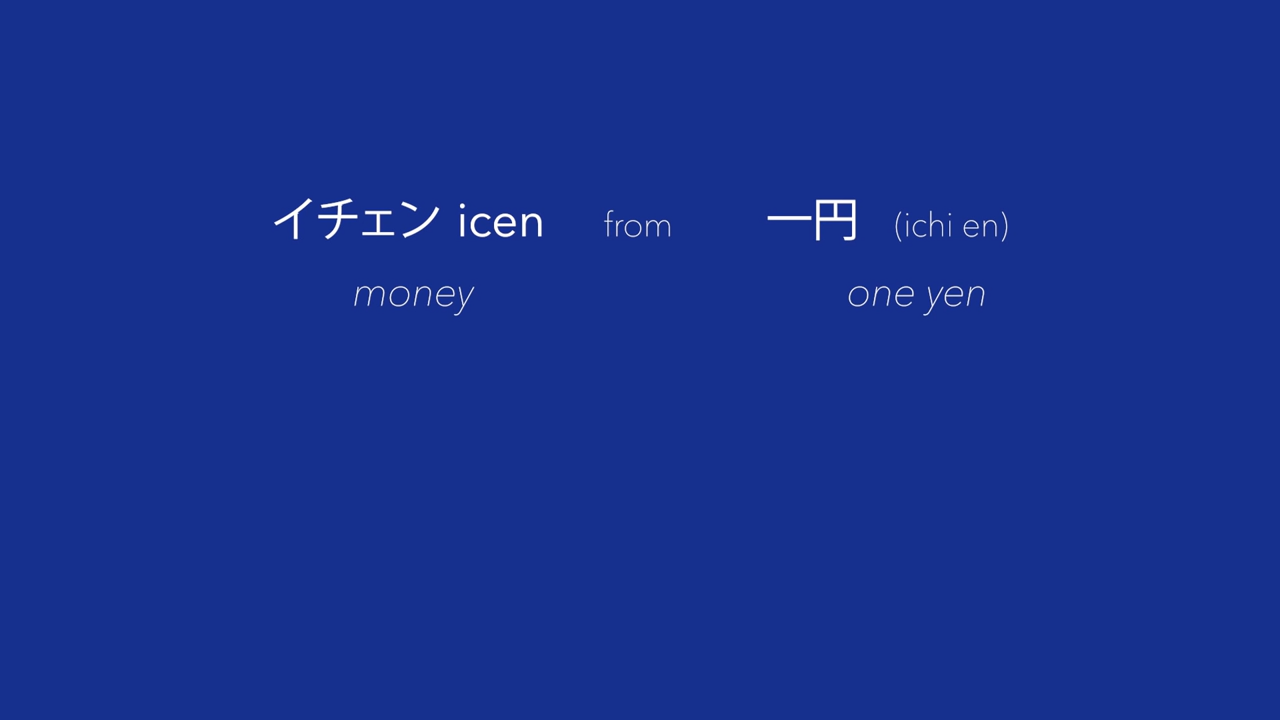 イチェン icen from 一円 (ichi en)
money one yen